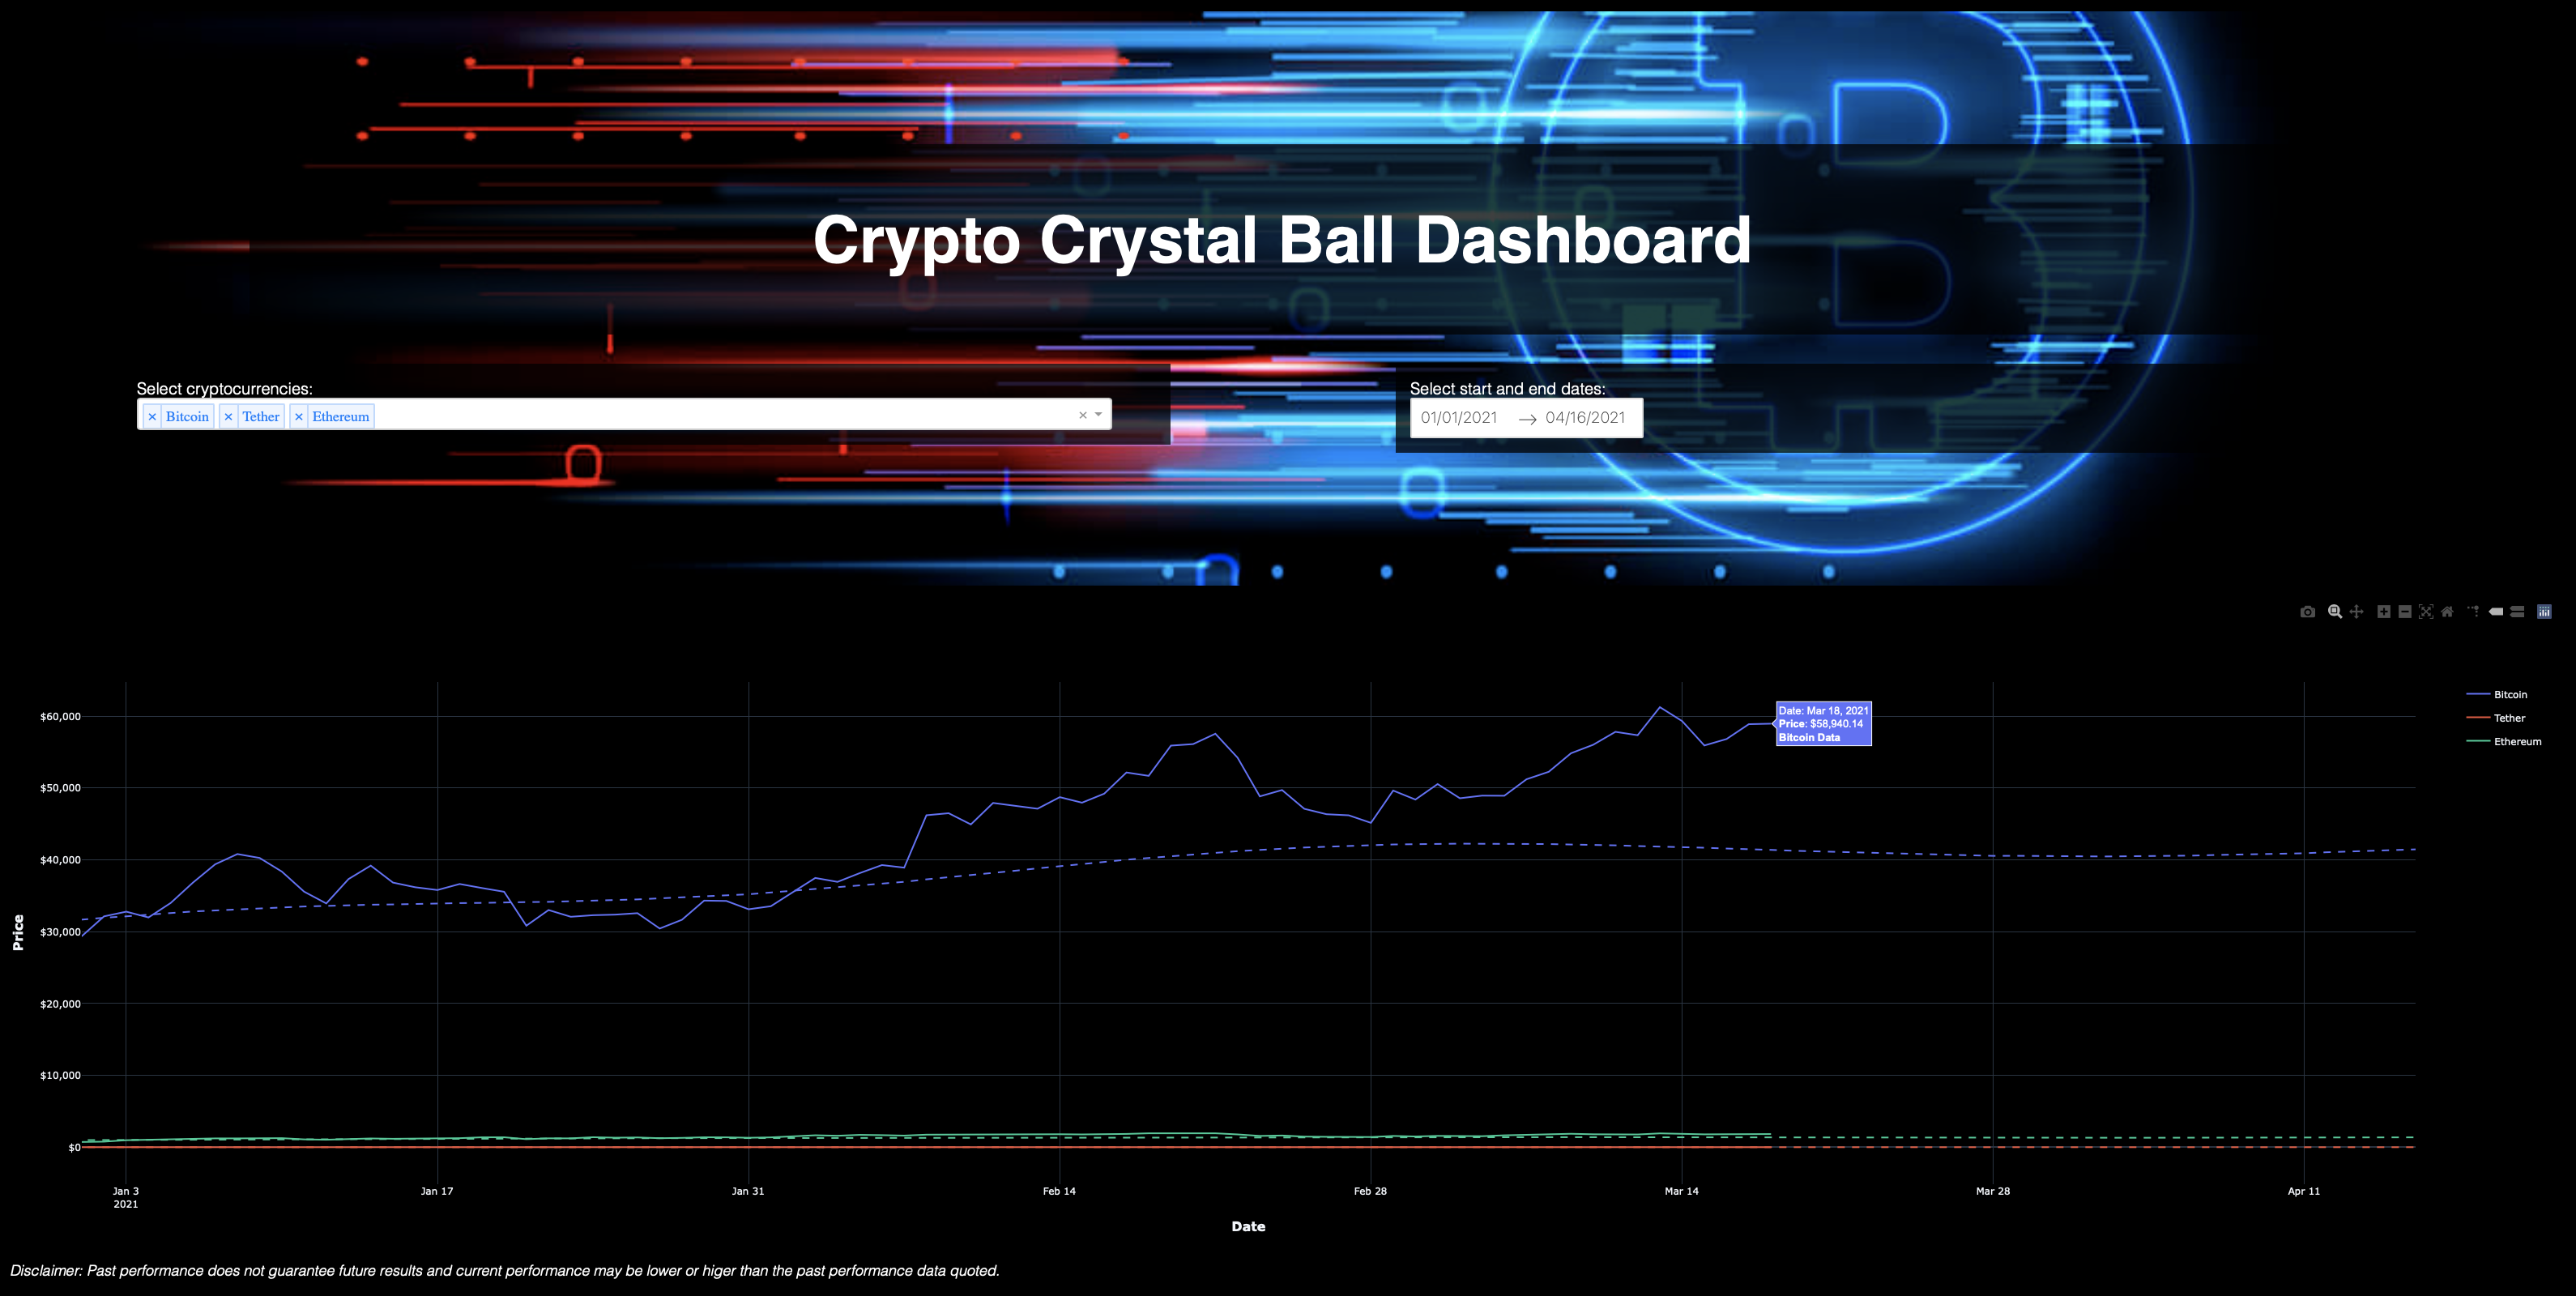 Crypto Crystal Ball Dashboard
Select cryptocurrencies:
× Bitcoin × Tether × Ethereum
Select start and end dates:
01/01/2021 → 04/16/2021
Bitcoin
Tether
Ethereum
Date: Mar 18, 2021
Price: $58,940.14
Bitcoin Data
$60,000
$50,000
$40,000
$30,000
$20,000
$10,000
$0
Price
Jan 3 Jan 17 Jan 31 Feb 14 Feb 28 Mar 14 Mar 28 Apr 11
2021
Date
Disclaimer: Past performance does not guarantee future results and current performance may be lower or higer than the past performance data quoted.